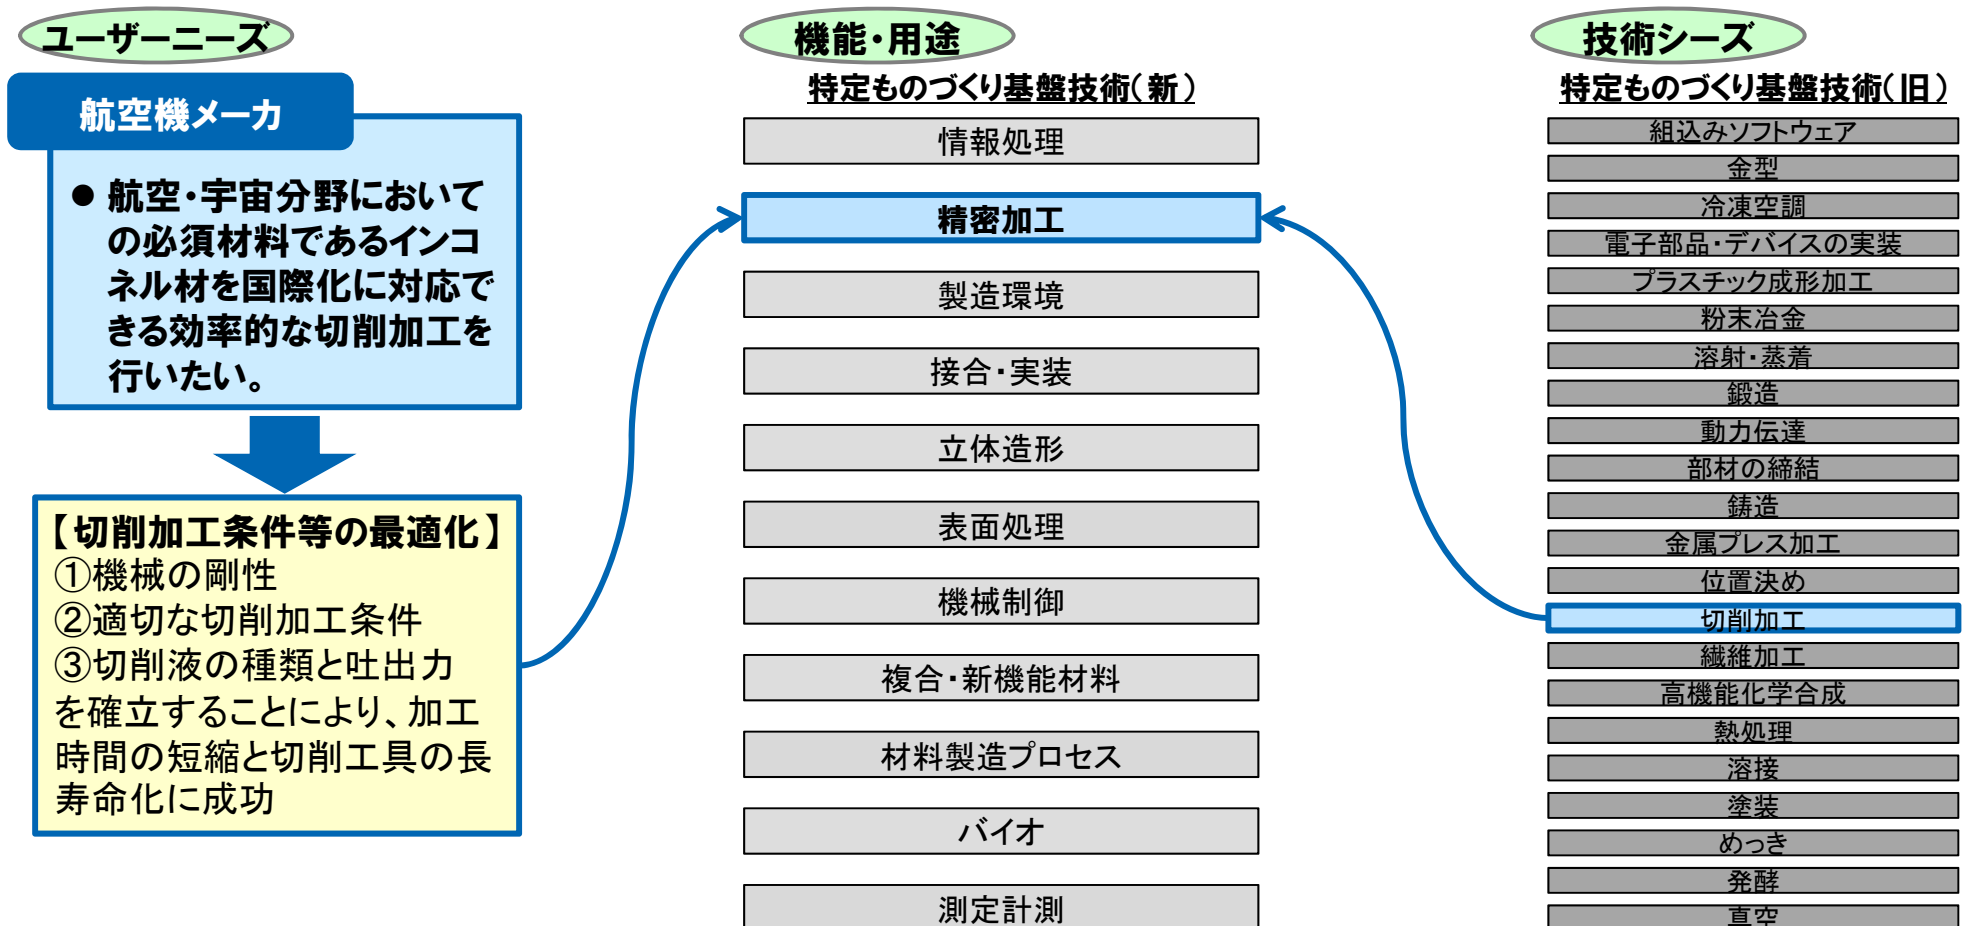 ユーザーニーズ
航空機メーカ
● 航空・宇宙分野において
の必須材料であるインコ
ネル材を国際化に対応で
きる効率的な切削加工を
行いたい。
【切削加工条件等の最適化】
①機械の剛性
②適切な切削加工条件
③切削液の種類と吐出力
を確立することにより、加工
時間の短縮と切削工具の長
寿命化に成功
機能・用途
特定ものづくり基盤技術（新）
情報処理
精密加工
製造環境
接合・実装
立体造形
表面処理
機械制御
複合・新機能材料
材料製造プロセス
バイオ
測定計測
技術シーズ
特定ものづくり基盤技術（旧）
組込みソフトウェア
金型
冷凍空調
電子部品・デバイスの実装
プラスチック成形加工
粉末冶金
溶射・蒸着
鍛造
動力伝達
部材の締結
鋳造
金属プレス加工
位置決め
切削加工
繊維加工
高機能化学合成
熱処理
溶接
塗装
めっき
発酵
真空